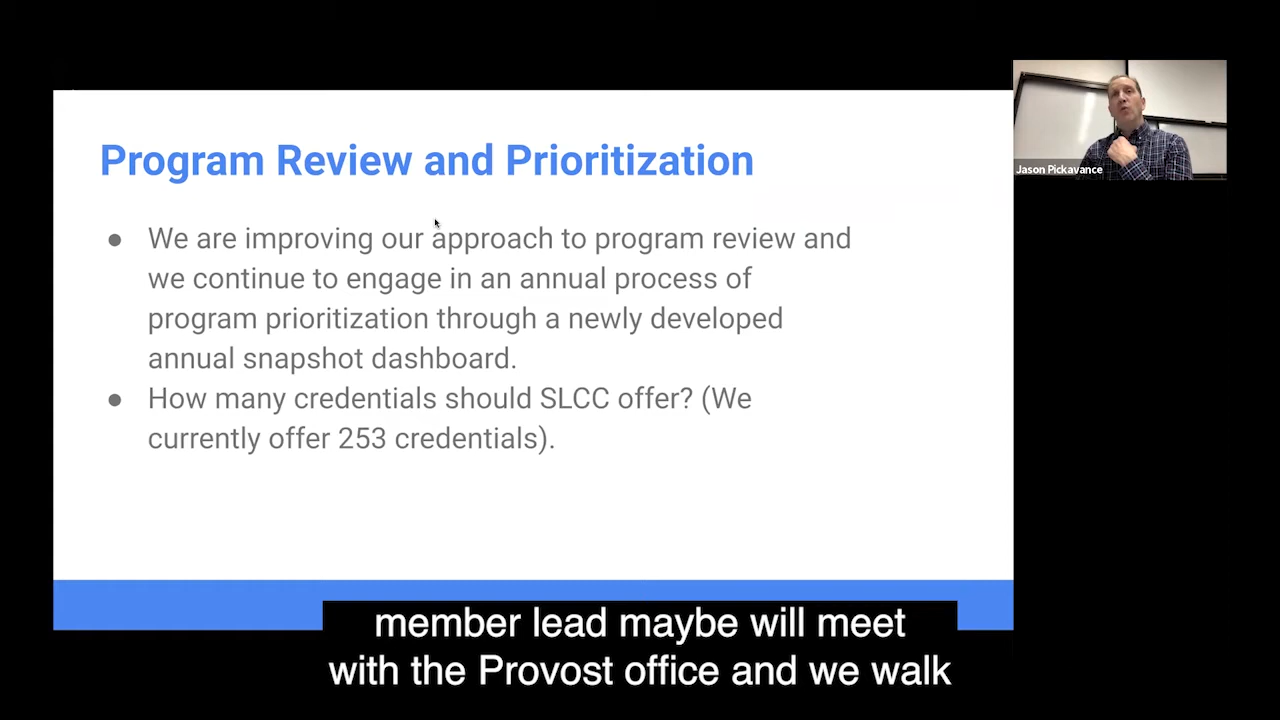 Program Review and Prioritization
● We are improving our approach to program review and
we continue to engage in an annual process of
program prioritization through a newly developed
annual snapshot dashboard.
● How many credentials should SLCC offer? (We
currently offer 253 credentials).
Jason Pickavance
member lead maybe will meet
with the Provost office and we walk